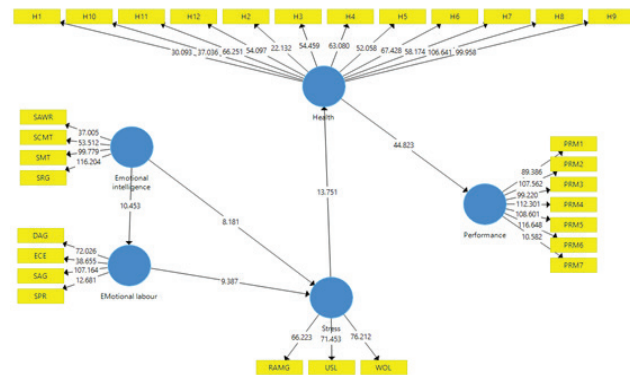 H1 H10 H11 H12 H2 H3 H4 H5 H6 H7 H8 H9
30.093 37.036 66.251 54.097 22.132 54.459 63.080 52.058 67.428 58.174 106.641 99.958
Health
SAWR
SCMT
SMT
SRG
37.005
53.512
99.779
116.204
Emotional
intelligence
44.823
13.751
10.453
8.181
PRM1
PRM2
PRM3
PRM4
PRM5
PRM6
PRM7
89.386
107.562
99.220
112.301
108.601
116.648
10.582
Performance
DAG
ECE
SAG
SPR
72.026
38.655
107.164
12.681
EMotional labour
9.387
Stress
66.223 71.453 76.212
RAMG USL WOL